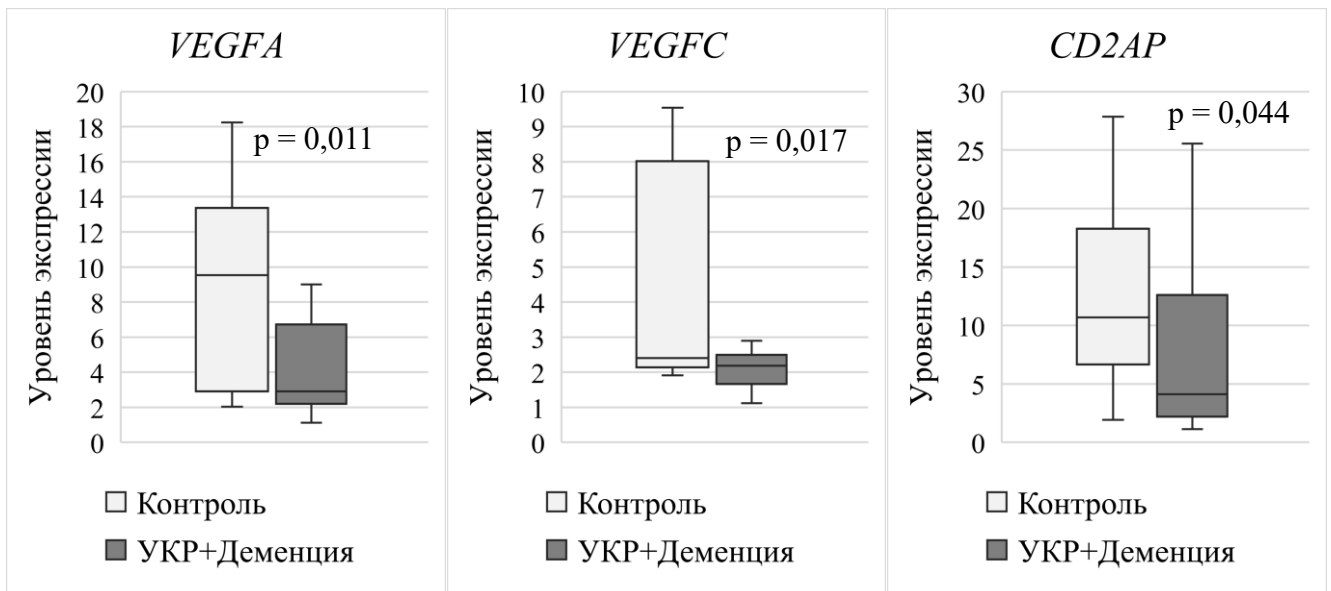 VEGFA
Уровень экспрессии
20
18
16
14
12
10
8
6
4
2
0
p = 0,011
Контроль
УКР+Деменция
VEGFC
Уровень экспрессии
10
9
8
7
6
5
4
3
2
1
0
p = 0,017
Контроль
УКР+Деменция
CD2AP
Уровень экспрессии
30
25
20
15
10
5
0
p = 0,044
Контроль
УКР+Деменция